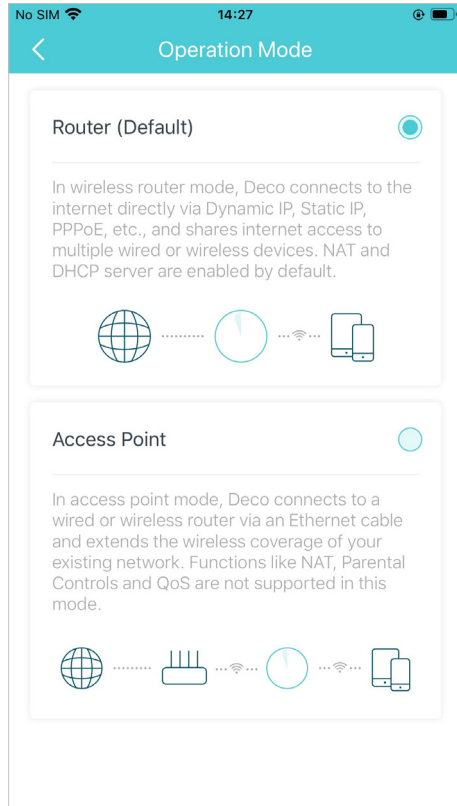 No SIM 14:27
Operation Mode
Router (Default)
In wireless router mode, Deco connects to the
internet directly via Dynamic IP, Static IP,
PPPoE, etc., and shares internet access to
multiple wired or wireless devices. NAT and
DHCP server are enabled by default.
Access Point
In access point mode, Deco connects to a
wired or wireless router via an Ethernet cable
and extends the wireless coverage of your
existing network. Functions like NAT, Parental
Controls and QoS are not supported in this
mode.